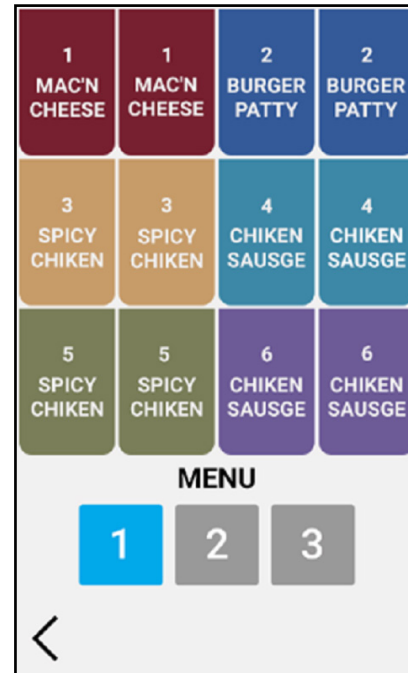 1 1 2 2
MAC'N MAC'N BURGER BURGER
CHEESE CHEESE PATTY PATTY
3 3 4 4
SPICY SPICY CHIKEN CHIKEN
CHIKEN CHIKEN SAUSGE SAUSGE
5 5 6 6
SPICY SPICY CHIKEN CHIKEN
CHIKEN CHIKEN SAUSGE SAUSGE
MENU
1 2 3